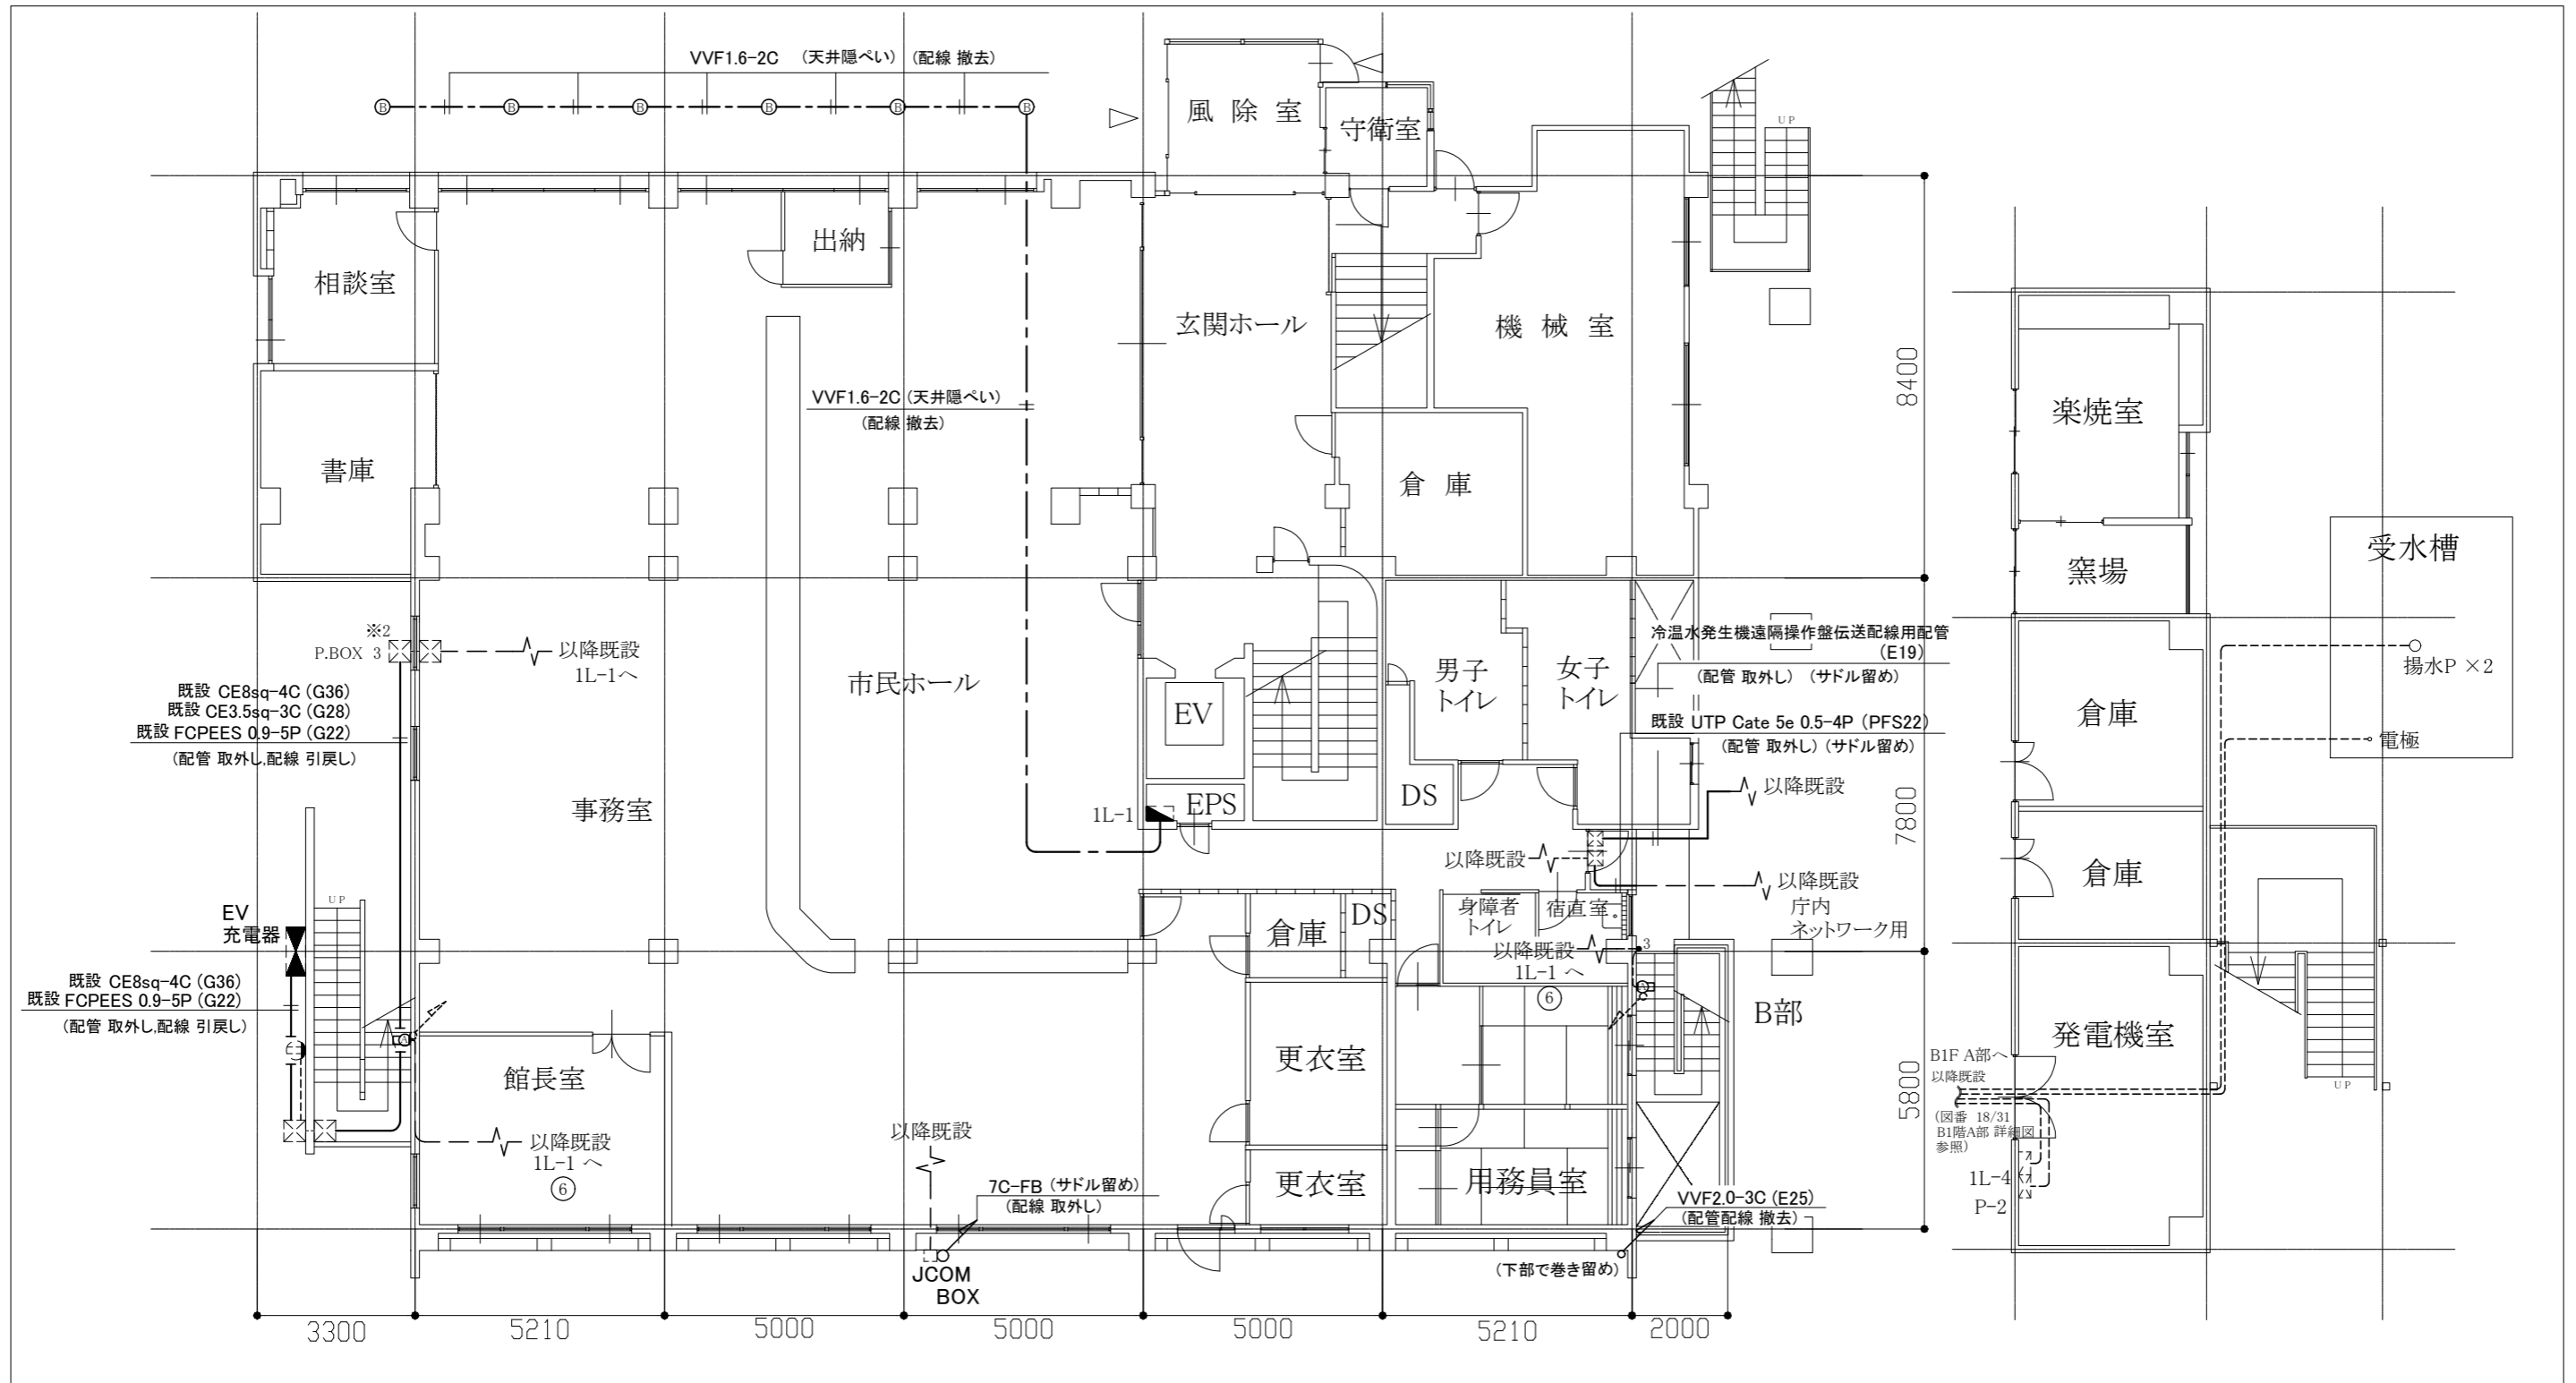 VVF1.6-2C （天井隠ぺい）（配線 撤去）
B
B
B
B
B
B
風 除 室
守衛室
UP
出納
相談室
玄関ホール
機 械 室
8400
VVF1.6-2C（天井隠ぺい）
（配線 撤去）
楽焼室
書庫
倉 庫
受水槽
窯場
※2
P.BOX 3
以降既設
1L-1へ
冷温水発生機遠隔操作盤伝送配線用配管
（E19）
（配管 取外し）（サドル留め）
揚水P ×2
市民ホール
男子
トイレ
女子
トイレ
既設 CE8sq-4C（G36）
既設 CE3.5sq-3C（G28）
既設 FCPEES 0.9-5P（G22）
（配管 取外し,配線 引戻し）
EV
既設 UTP Cate 5e 0.5-4P（PFS22）
（配管 取外し）（サドル留め）
倉庫
電極
以降既設
DS
EPS
1L-1
事務室
7800
以降既設
以降既設
庁内
ネットワーク用
倉庫
UP
EV
充電器
倉庫
DS
身障者
トイレ
宿直室
3
以降既設
1L-1 へ
6
既設 CE8sq-4C（G36）
既設 FCPEES 0.9-5P（G22）
（配管 取外し,配線 引戻し）
B部
A
A
更衣室
発電機室
B1F A部へ
以降既設
（図番 18/31
B1階A部 詳細図
参照）
UP
館長室
5800
以降既設
1L-1 へ
6
以降既設
更衣室
用務員室
1L-4
P-2
7C-FB（サドル留め）
（配線 取外し）
VVF2.0-3C（E25）
（配管配線 撤去）
（下部で巻き留め）
JCOM
BOX
3300
5210
5000
5000
5000
5210
2000